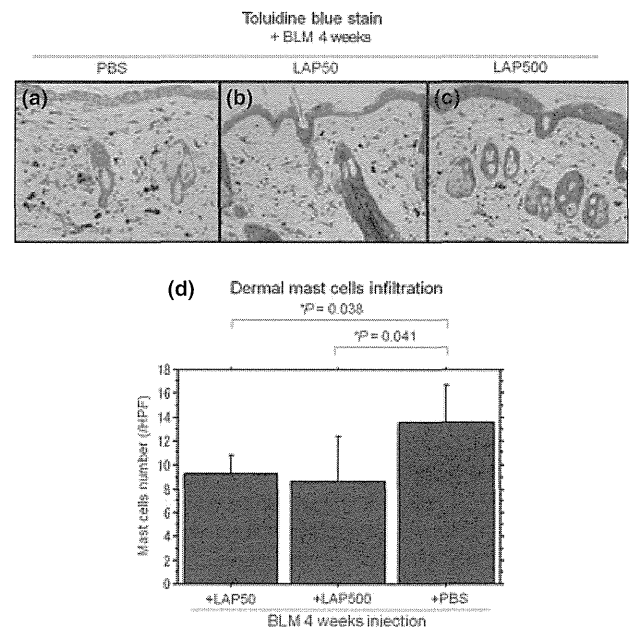 Toluidine blue stain
+ BLM 4 weeks
PBS LAP50 LAP500
(a) (b) (c)
(d) Dermal mast cells infiltration
*P = 0.038
*P = 0.041
Mast cells number (/HPF)
18
16
14
12
10
8
6
4
2
0
+LAP50 +LAP500 +PBS
BLM 4 weeks injection